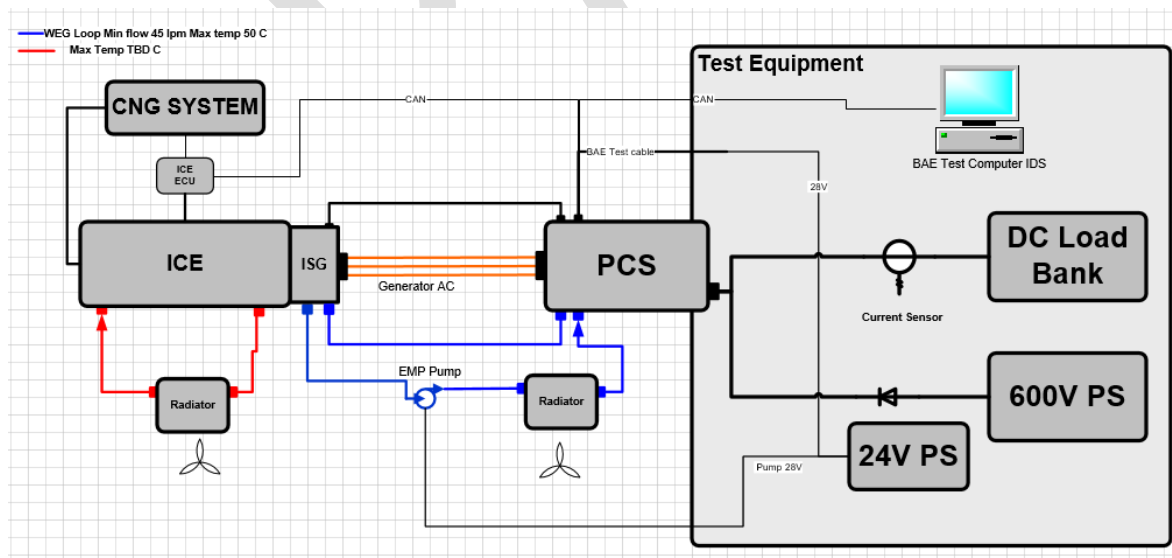 WEG Loop Min flow 45 lpm Max temp 50 C
Max Temp TBD C
Test Equipment
CNG SYSTEM
CAN
CAN
BAE Test Computer IDS
BAE Test cable
ICE
ECU
28V
ICE
ISG
Generator AC
PCS
DC Load
Bank
Current Sensor
EMP Pump
Radiator
Radiator
600V PS
24V PS
Pump 28V